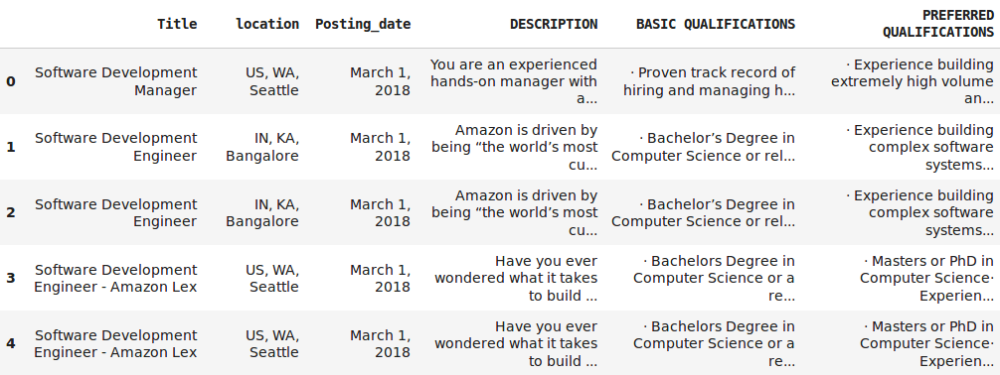 Title location Posting_date DESCRIPTION BASIC QUALIFICATIONS PREFERRED
QUALIFICATIONS
0 Software Development
Manager
US, WA,
Seattle
March 1,
2018
You are an experienced
hands-on manager with
a...
· Proven track record of
hiring and managing h...
· Experience building
extremely high volume
an...
1 Software Development
Engineer
IN, KA,
Bangalore
March 1,
2018
Amazon is driven by
being “the world’s most
cu...
· Bachelor’s Degree in
Computer Science or rel...
· Experience building
complex software
systems...
2 Software Development
Engineer
IN, KA,
Bangalore
March 1,
2018
Amazon is driven by
being “the world’s most
cu...
· Bachelor’s Degree in
Computer Science or rel...
· Experience building
complex software
systems...
3 Software Development
Engineer - Amazon Lex
US, WA,
Seattle
March 1,
2018
Have you ever
wondered what it takes
to build ...
· Bachelors Degree in
Computer Science or a
re...
· Masters or PhD in
Computer Science·
Experien...
4 Software Development
Engineer - Amazon Lex
US, WA,
Seattle
March 1,
2018
Have you ever
wondered what it takes
to build ...
· Bachelors Degree in
Computer Science or a
re...
· Masters or PhD in
Computer Science·
Experien...